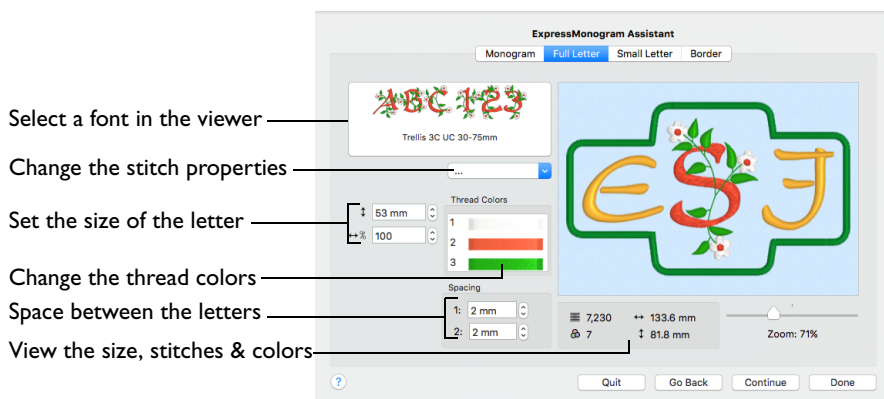 ExpressMonogram Assistant
Monogram Full Letter Small Letter Border
ABC 123
Select a font in the viewer
Trellis 3C UC 30-75mm
Change the stitch properties
...
Thread Colors
Set the size of the letter
53 mm
% 100
1
2
3
ESJ
Change the thread colors
Spacing
Space between the letters
1: 2 mm
2: 2 mm
7,230 133.6 mm
7 81.8 mm
Zoom: 71%
View the size, stitches & colors
? Quit Go Back Continue Done